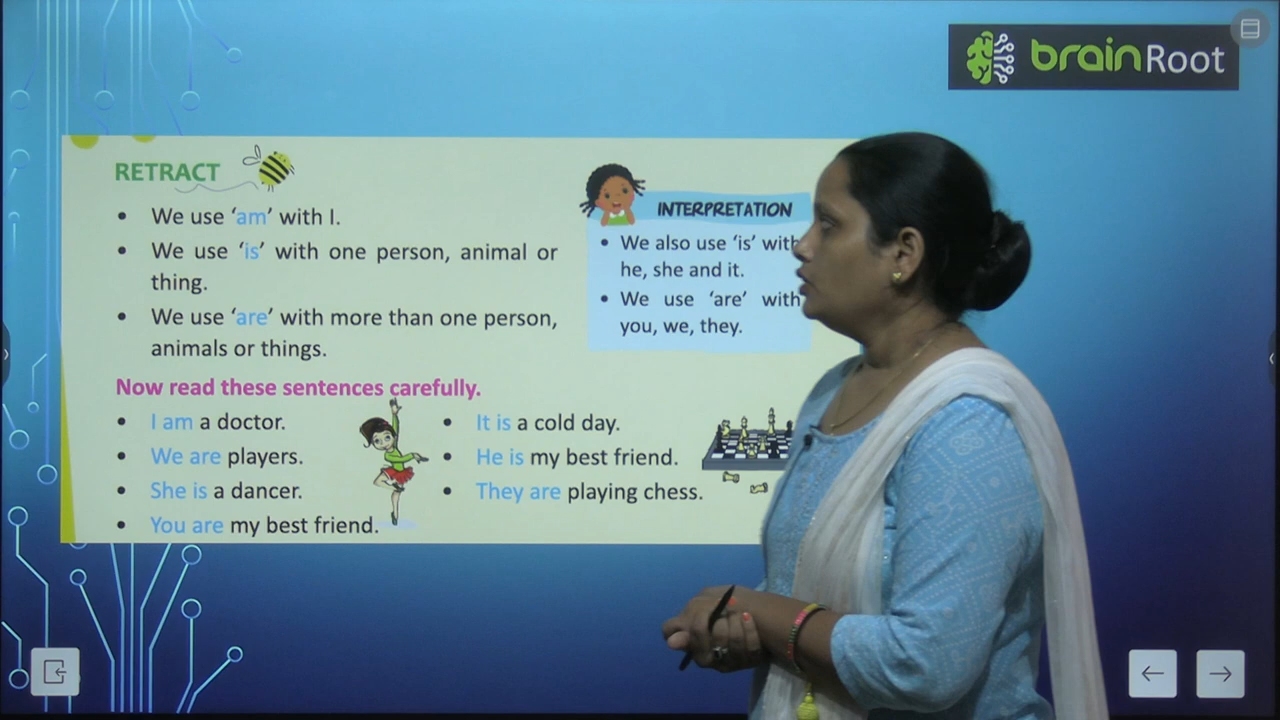 brainRoot
RETRACT
• We use ‘am’ with I.
• We use ‘is’ with one person, animal or
thing.
• We use ‘are’ with more than one person,
animals or things.
INTERPRETATION
• We also use ‘is’ with
he, she and it.
• We use ‘are’ with
you, we, they.
Now read these sentences carefully.
• I am a doctor.
• We are players.
• She is a dancer.
• You are my best friend.
• It is a cold day.
• He is my best friend.
• They are playing chess.